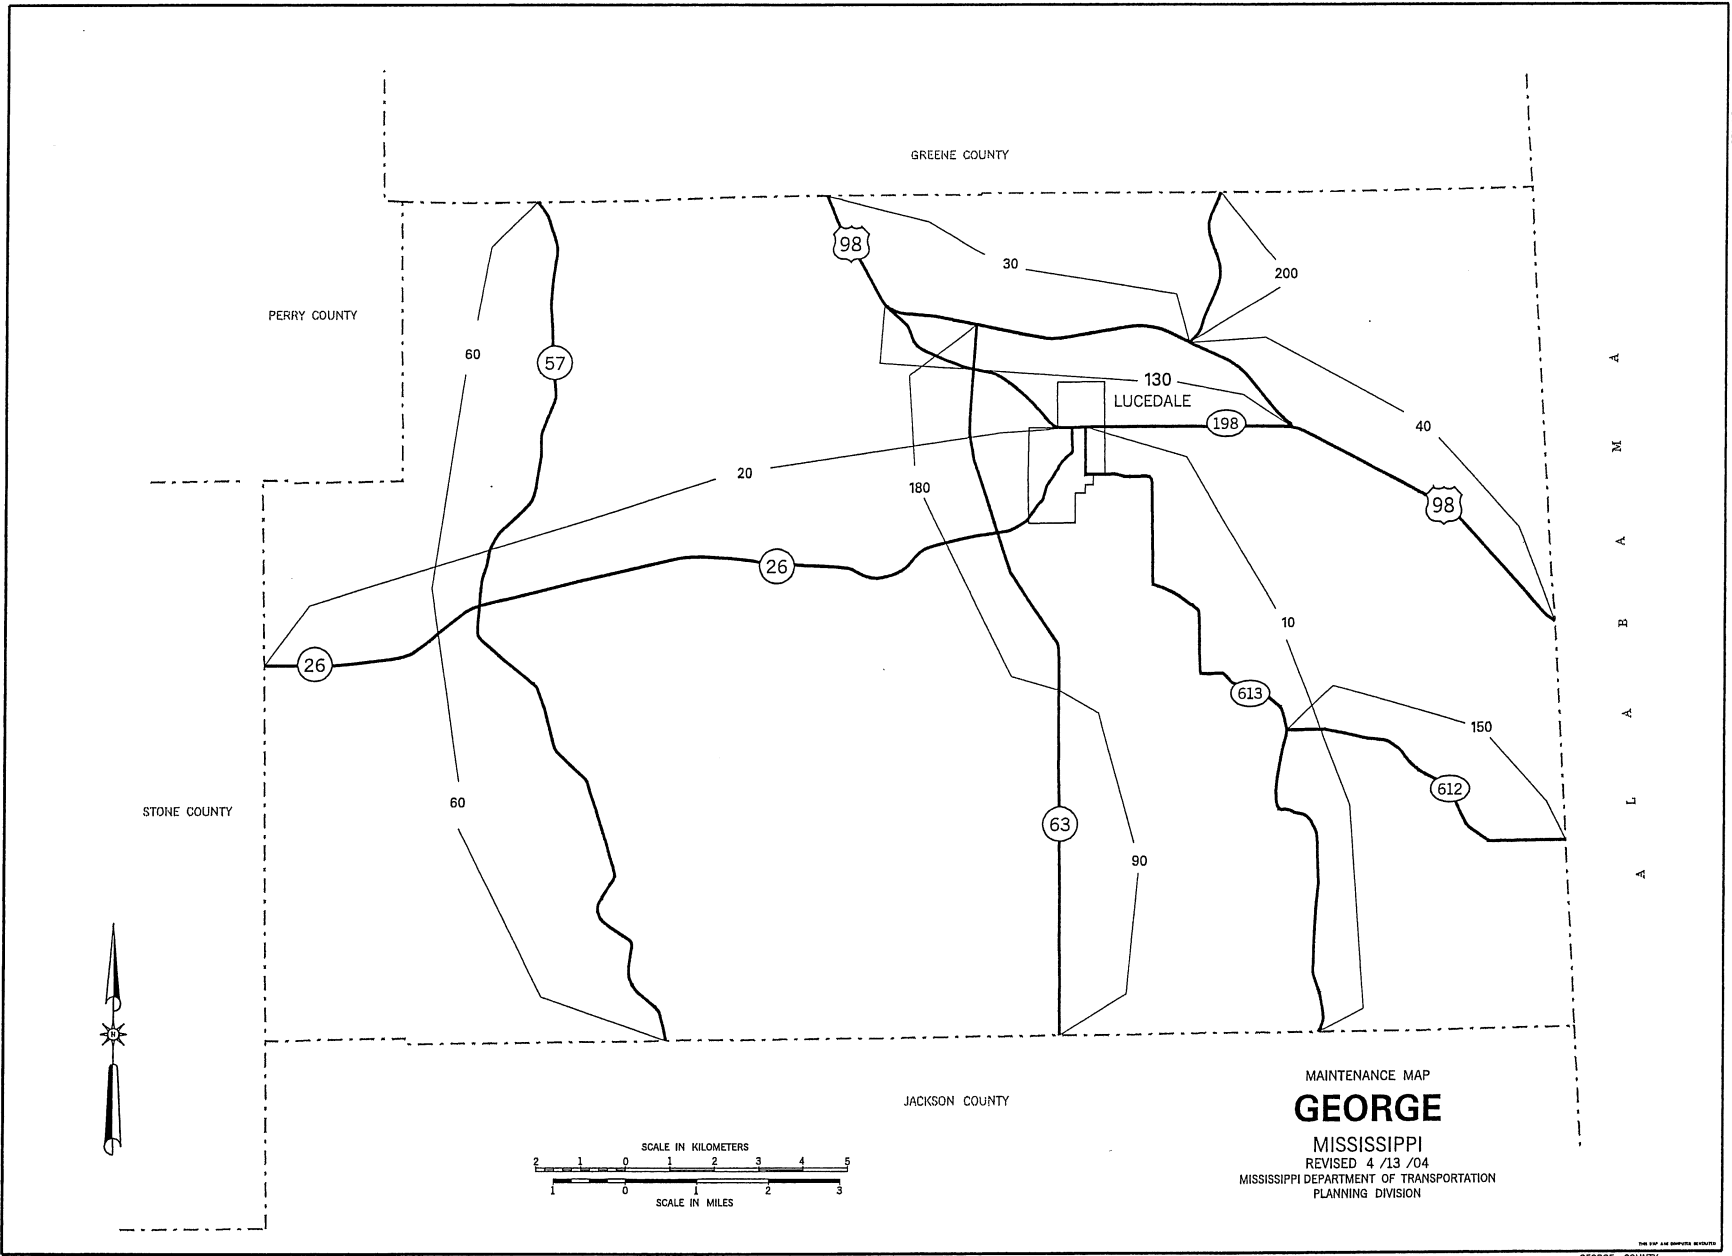 GREENE COUNTY
98
30
200
PERRY COUNTY
60
57
130
LUCEDALE
198
40
20
180
98
26
10
26
613
150
612
STONE COUNTY
60
63
90
A L A B A M A
N
JACKSON COUNTY
MAINTENANCE MAP
GEORGE
MISSISSIPPI
REVISED 4 /13 /04
MISSISSIPPI DEPARTMENT OF TRANSPORTATION
PLANNING DIVISION
SCALE IN KILOMETERS
2 1 0 1 2 3 4 5
1 0 1 2 3
SCALE IN MILES
GEORGE COUNTY